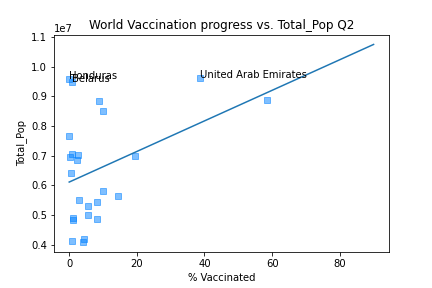 World Vaccination progress vs. Total_Pop Q2
1e7
1.1
1.0
0.9
0.8
0.7
0.6
0.5
0.4
Total_Pop
Honduras
Belarus
United Arab Emirates
0
20
40
60
80
% Vaccinated